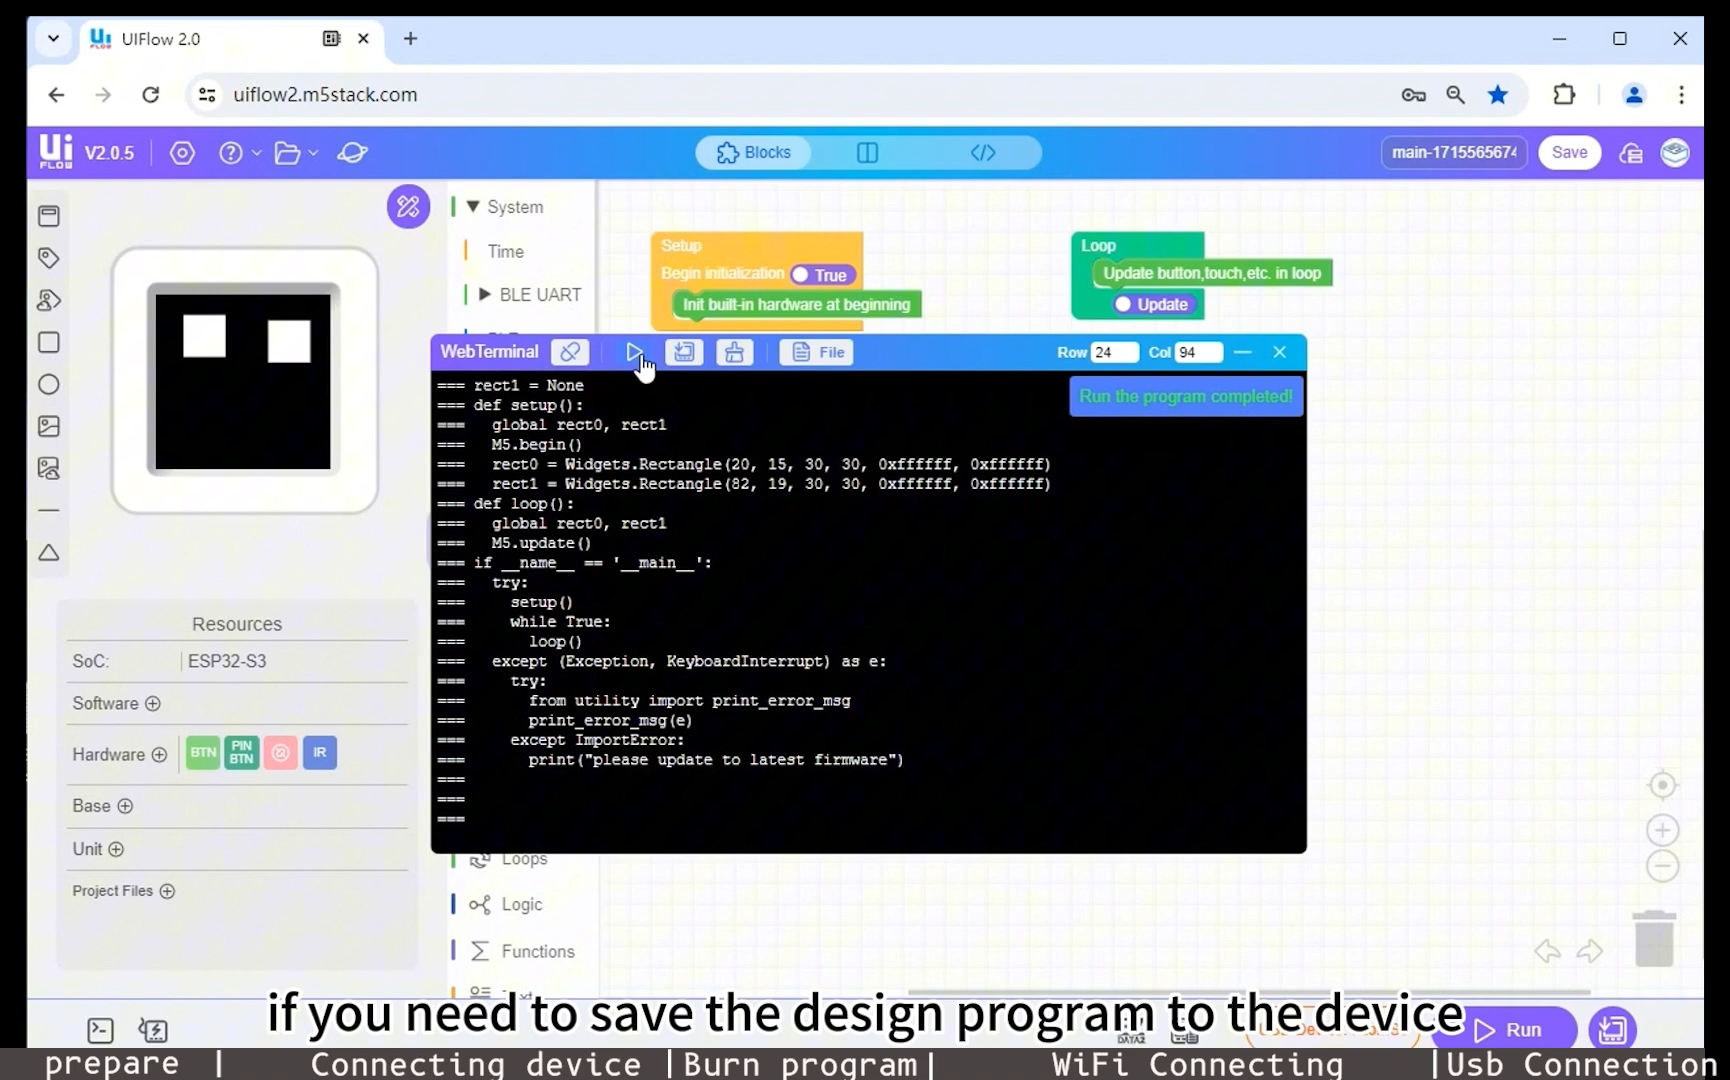 UIFlow 2.0
uiflow2.m5stack.com
Ui FLOW V2.0.5
Blocks
main-1715565674
Save
System
Time
BLE UART
Setup
Begin initialization True
Init built-in hardware at beginning
Loop
Update button,touch,etc. in loop
Update
WebTerminal
File
Row 24 Col 94
Run the program completed!
=== rect1 = None
=== def setup():
===   global rect0, rect1
===   M5.begin()
===   rect0 = Widgets.Rectangle(20, 15, 30, 30, 0xffffff, 0xffffff)
===   rect1 = Widgets.Rectangle(82, 19, 30, 30, 0xffffff, 0xffffff)
=== def loop():
===   global rect0, rect1
===   M5.update()
=== if __name__ == '__main__':
===   try:
===     setup()
===     while True:
===       loop()
===   except (Exception, KeyboardInterrupt) as e:
===     try:
===       from utility import print_error_msg
===       print_error_msg(e)
===     except ImportError:
===       print("please update to latest firmware")
===
===
===
Resources
SoC: ESP32-S3
Software
Hardware BTN PIN BTN IR
Base
Unit
Project Files
Loops
Logic
Functions
if you need to save the design program to the device
Run
prepare | Connecting device |Burn program| WiFi Connecting |Usb Connection